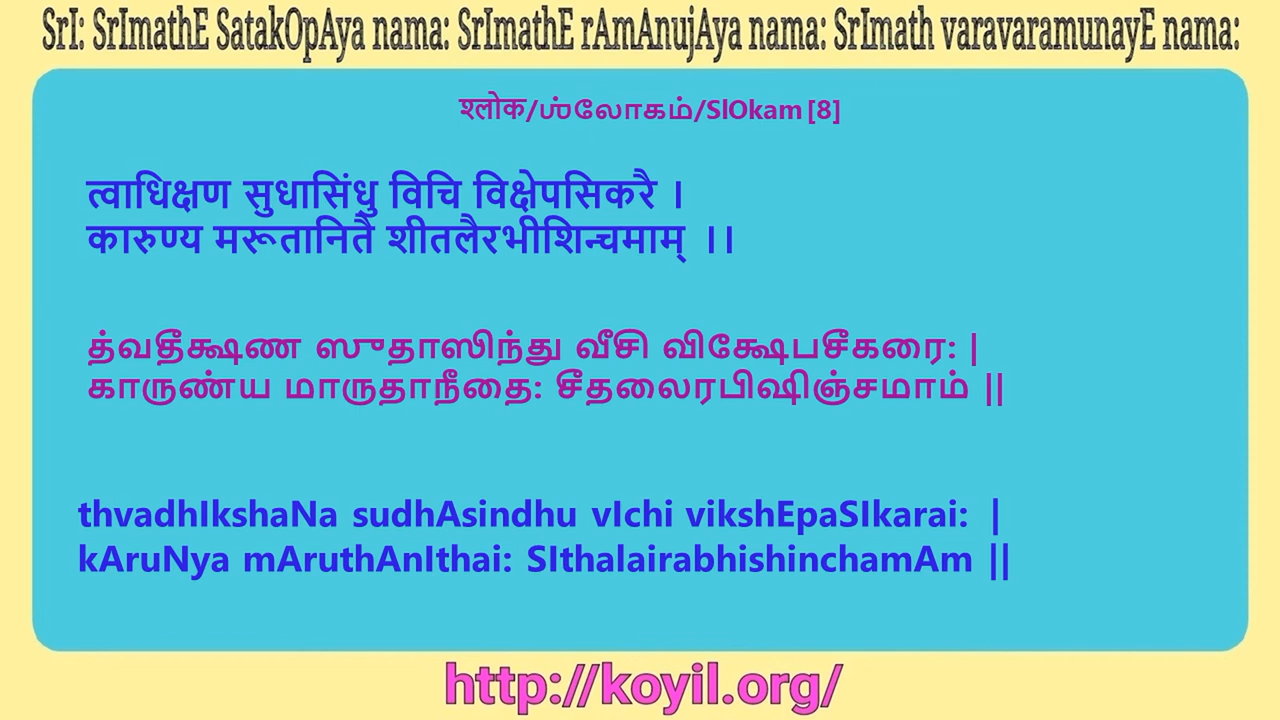 SrI: SrImathE SatakOpAya nama: SrImathE rAmAnujAya nama: SrImath varavaramunayE nama:
श्लोक/ஶ்லோகம்/SlOkam [8]
त्वाधिक्षण सुधासिंधु विचि विक्षेपसिकरै ।
कारुण्य मरूतानितै शीतलैरभीशिन्चमाम् ।।
த்வதீக்ஷண ஸுதாஸிந்து வீசி விக்ஷேபசீகரை: |
காருண்ய மாருதாநீதை: சீதலைரபிஷிஞ்சமாம் ||
thvadhIkshaNa sudhAsindhu vIchi vikshEpaSIkarai: |
kAruNya mAruthAnIthai: SIthalairabhishinchamAm ||
http://koyil.org/